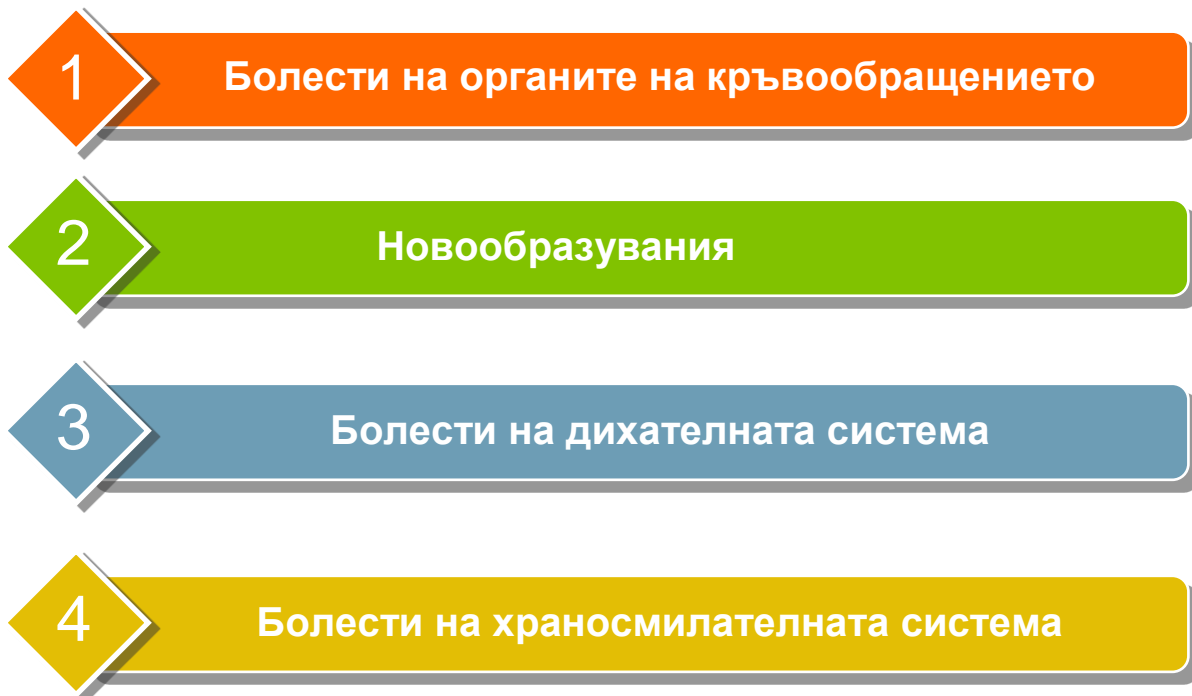 1
Болести на органите на кръвообращението
2
Новообразувания
3
Болести на дихателната система
4
Болести на храносмилателната система